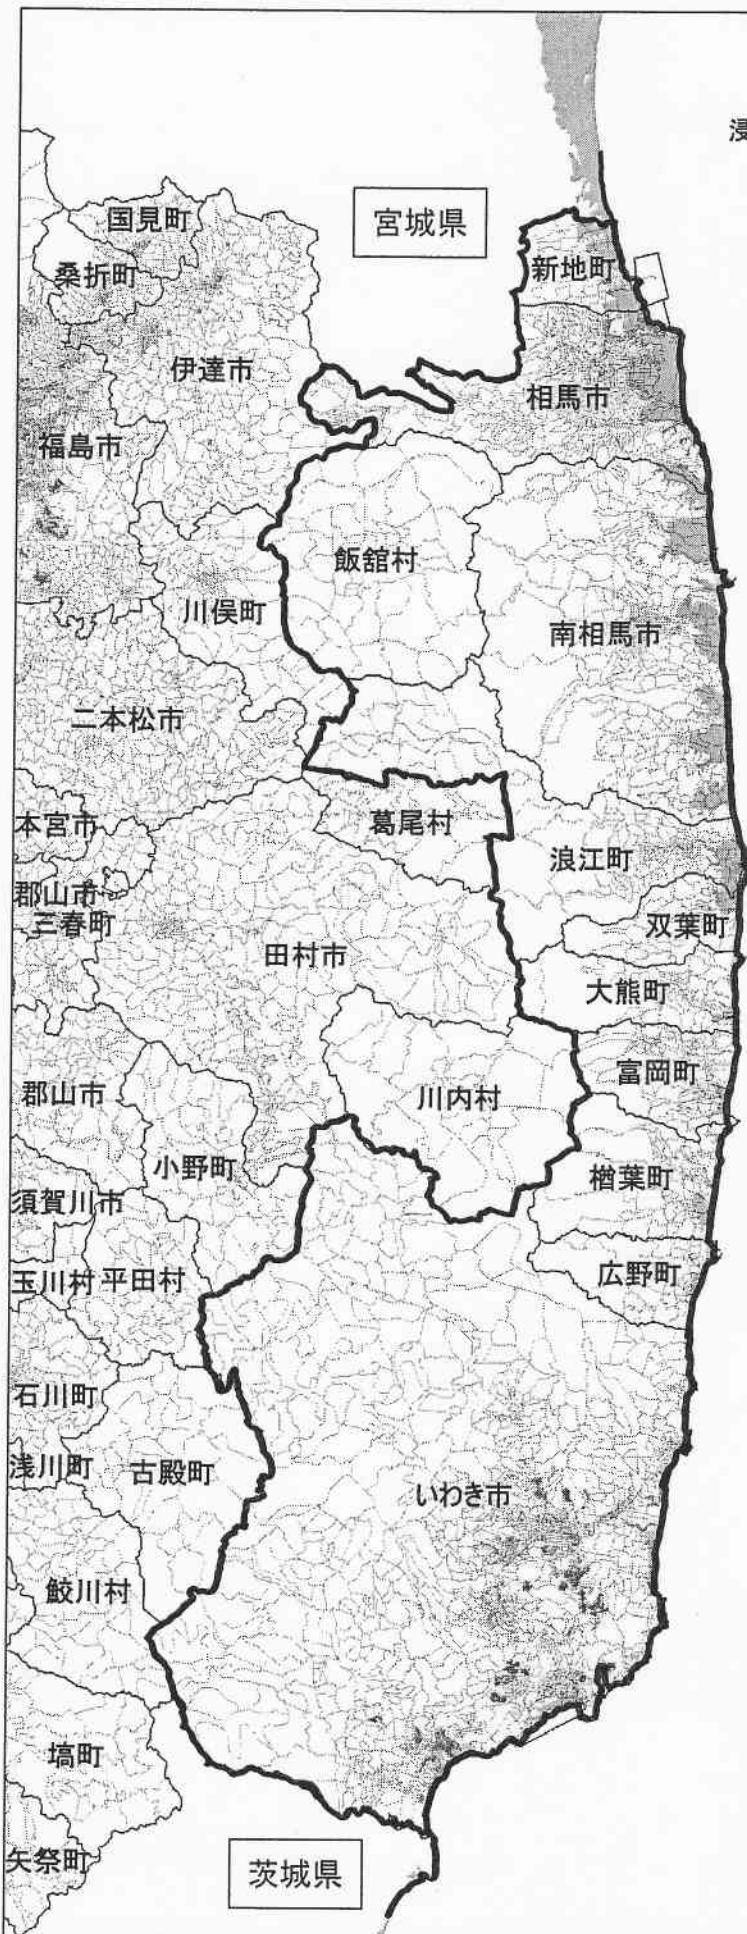 浸
宮城県
国見町
新地町
桑折町
伊達市
相馬市
福島市
飯舘村
川俣町
南相馬市
二本松市
本宮市
葛尾村
浪江町
郡山市
三春町
双葉町
田村市
大熊町
富岡町
郡山市
川内村
小野町
楢葉町
須賀川市
玉川村
平田村
広野町
石川町
浅川町
古殿町
いわき市
鮫川村
塙町
矢祭町
茨城県